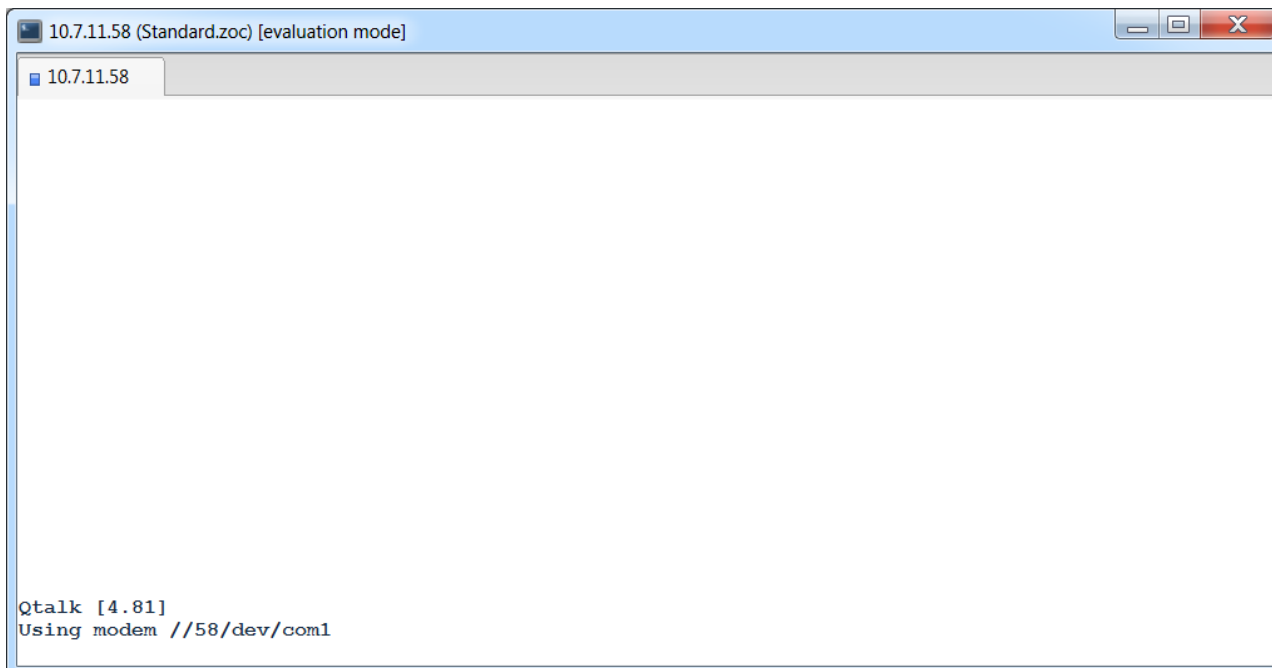 10.7.11.58 (Standard.zoc) [evaluation mode]
10.7.11.58
Qtalk [4.81]
Using modem //58/dev/com1